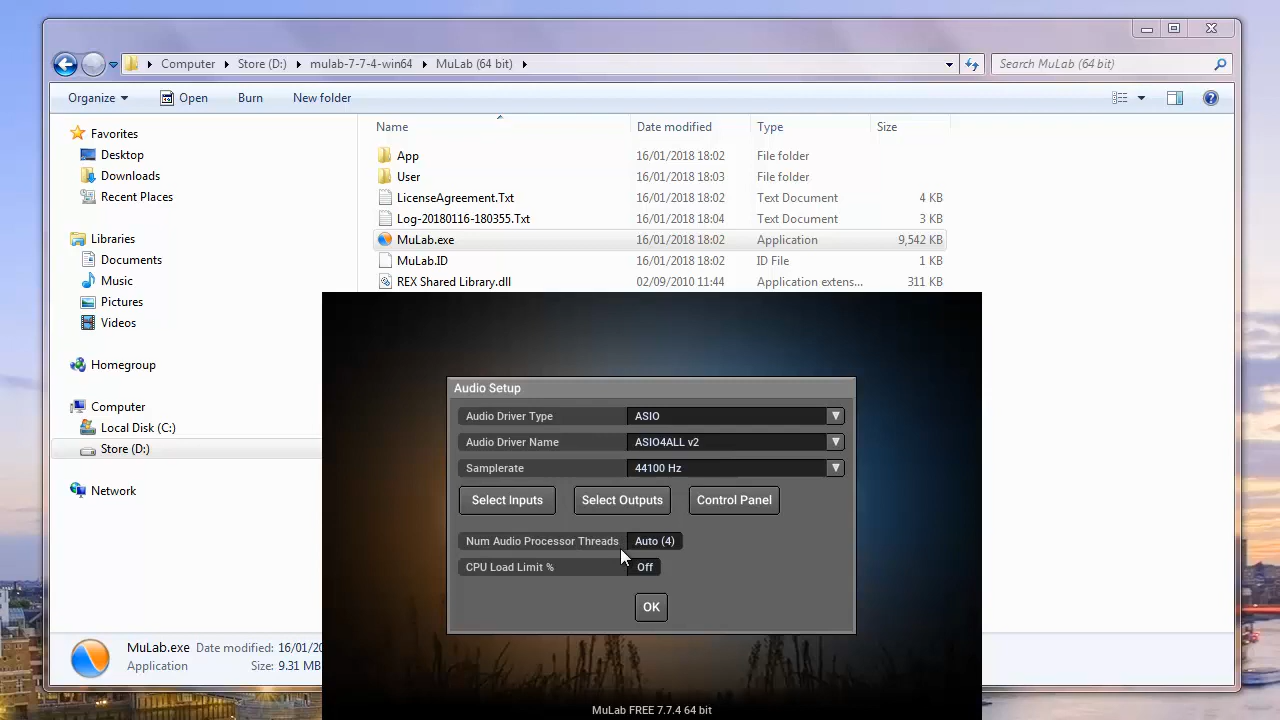 Computer Store (D:) mulab-7-7-4-win64 MuLab (64 bit) Search MuLab (64 bit)
Organize Open Burn New folder
Favorites
Desktop
Downloads
Recent Places
Libraries
Documents
Music
Pictures
Videos
Homegroup
Computer
Local Disk (C:)
Store (D:)
Network
Name Date modified Type Size
App 16/01/2018 18:02 File folder
User 16/01/2018 18:03 File folder
LicenseAgreement.Txt 16/01/2018 18:02 Text Document 4 KB
Log-20180116-180355.Txt 16/01/2018 18:04 Text Document 3 KB
MuLab.exe 16/01/2018 18:02 Application 9,542 KB
MuLab.ID 16/01/2018 18:02 ID File 1 KB
REX Shared Library.dll 02/09/2010 11:44 Application extens... 311 KB
Audio Setup
Audio Driver Type ASIO
Audio Driver Name ASIO4ALL v2
Samplerate 44100 Hz
Select Inputs Select Outputs Control Panel
Num Audio Processor Threads Auto (4)
CPU Load Limit % Off
OK
MuLab FREE 7.7.4 64 bit
MuLab.exe Date modified: 16/01/20
Application Size: 9.31 MB